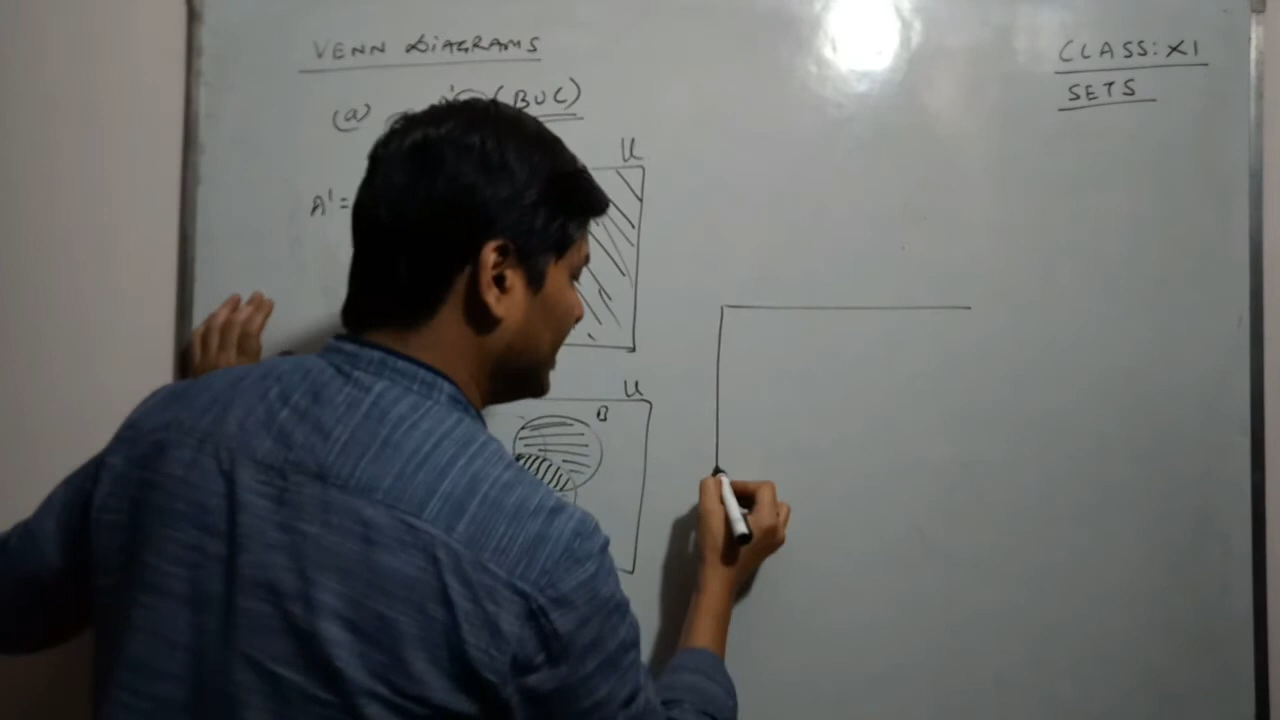 VENN DIAGRAMS
CLASS: XI
SETS
(a) (BUC)
U
A' =
U
B